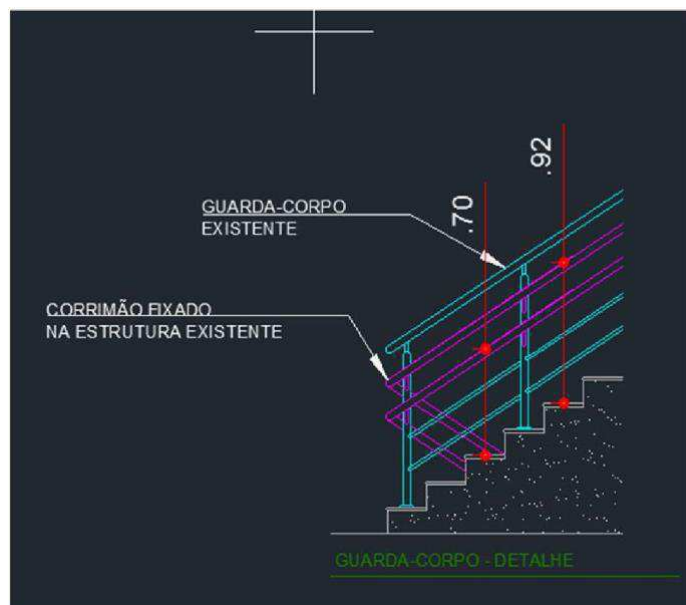 .92
.70
GUARDA-CORPO
EXISTENTE
CORRIMÃO FIXADO
NA ESTRUTURA EXISTENTE
GUARDA-CORPO - DETALHE